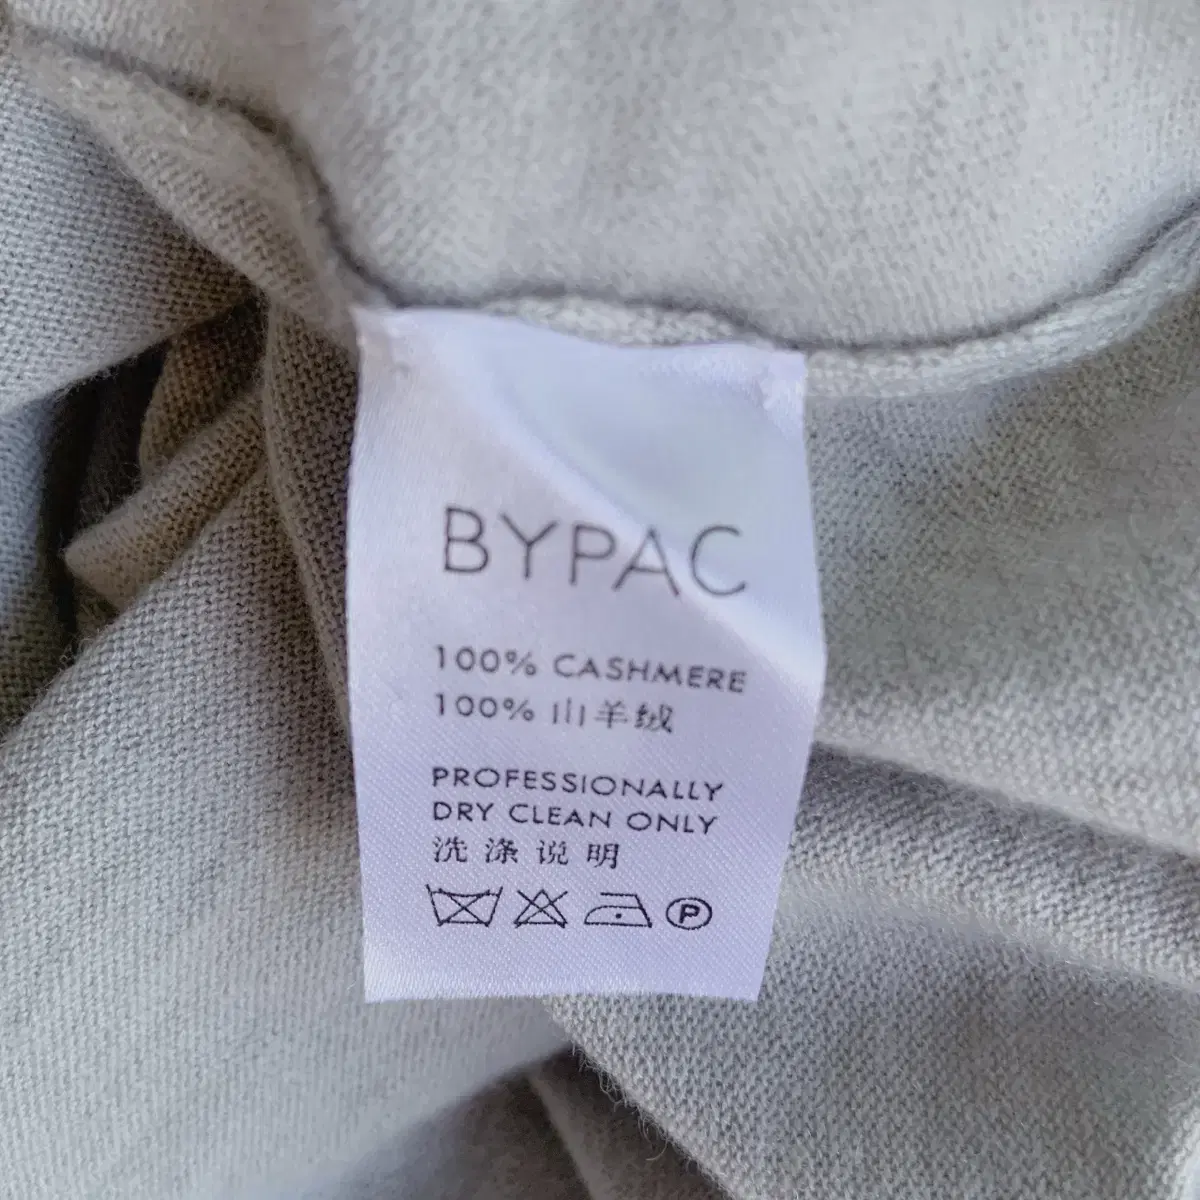 BYPAC
100% CASHMERE
100% 山羊绒
PROFESSIONALLY
DRY CLEAN ONLY
洗涤说明
P